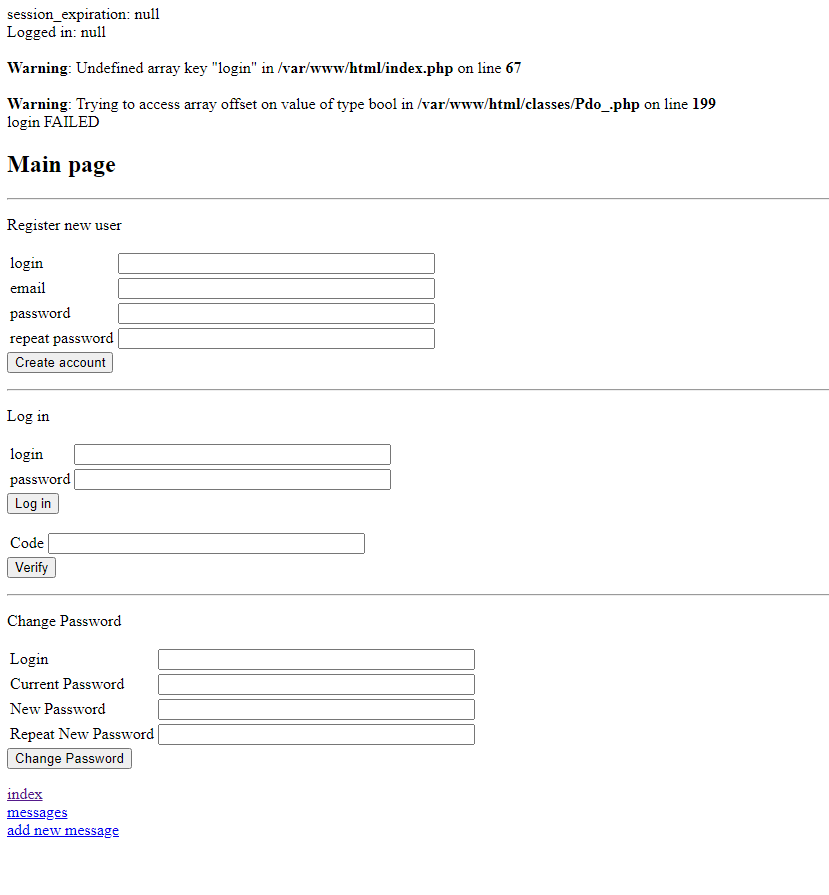 session_expiration: null
Logged in: null
Warning: Undefined array key "login" in /var/www/html/index.php on line 67
Warning: Trying to access array offset on value of type bool in /var/www/html/classes/Pdo_.php on line 199
login FAILED
Main page
Register new user
login
email
password
repeat password
Create account
Log in
login
password
Log in
Code
Verify
Change Password
Login
Current Password
New Password
Repeat New Password
Change Password
index
messages
add new message